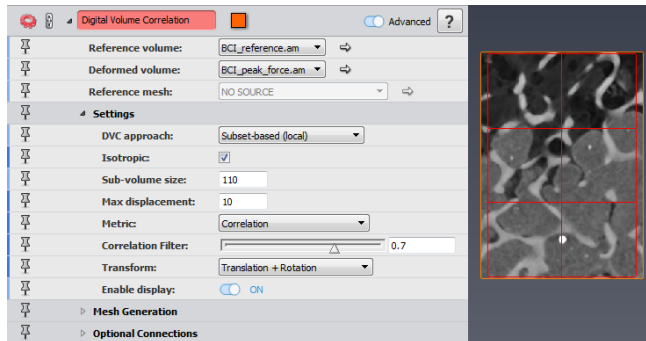 Digital Volume Correlation Advanced ?
Reference volume: BCI_reference.am
Deformed volume: BCI_peak_force.am
Reference mesh: NO SOURCE
Settings
DVC approach: Subset-based (local)
Isotropic:
Sub-volume size: 110
Max displacement: 10
Metric: Correlation
Correlation Filter: 0.7
Transform: Translation + Rotation
Enable display: ON
Mesh Generation
Optional Connections